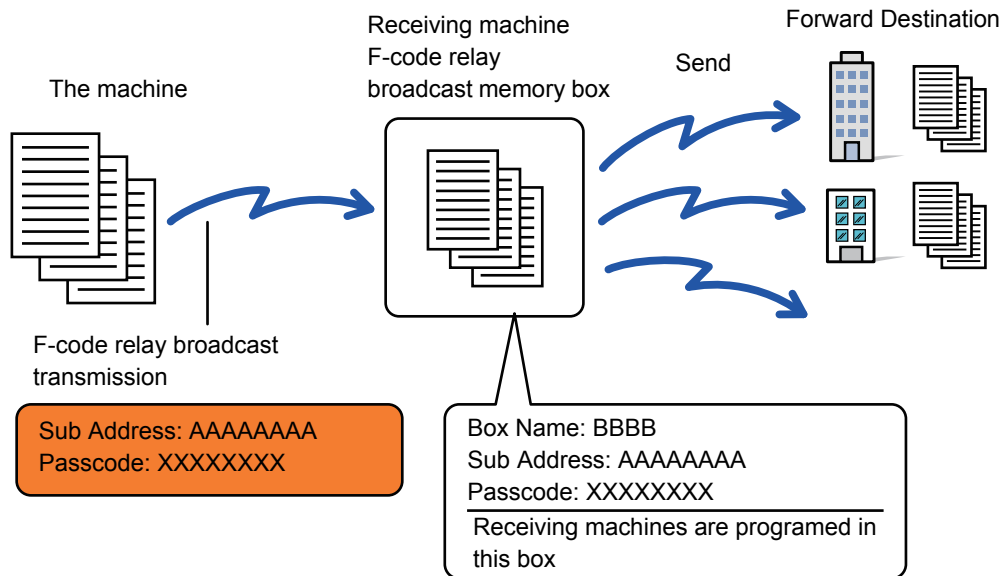 The machine
Receiving machine
F-code relay
broadcast memory box
Send
Forward Destination
F-code relay broadcast
transmission
Sub Address: AAAAAAAA
Passcode: XXXXXXXX
Box Name: BBBB
Sub Address: AAAAAAAA
Passcode: XXXXXXXX
Receiving machines are programed in
this box